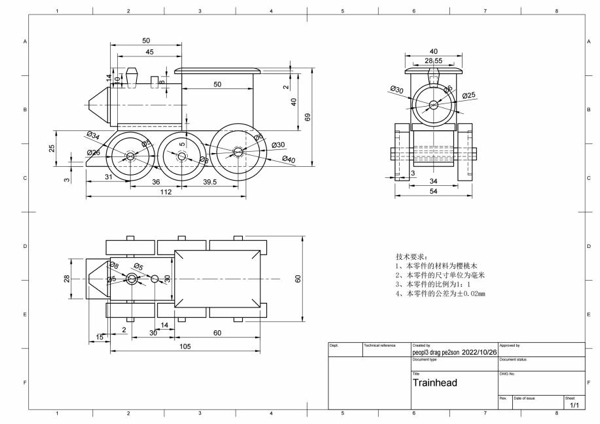 1 2 3 4 5 6 7 8
A A
B B
C C
D D
E E
F F
1 2 3 4 5 6 7 8
50
45
14
10
8
2
50
40
69
Ø34
Ø26
25
5
Ø30
Ø40
3
31
36
39.5
112
40
28.55
Ø30
Ø25
3
34
54
Ø8
Ø5
28
30
60
2
14
15
30
60
105
技术要求:
1、本零件的材料为樱桃木
2、本零件的尺寸单位为毫米
3、本零件的比例为1: 1
4、本零件的公差为±0.02mm
Dept. Technical reference Created by Approved by
peopl3 drag pe2son 2022/10/26
Document type Document status
Title DWG No.
Trainhead
Rev. Date of issue Sheet
1/1